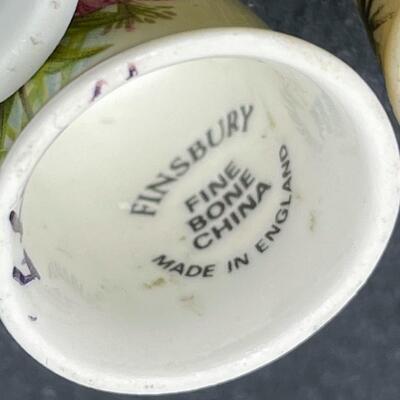 FINSBURY
FINE
BONE
CHINA
MADE IN ENGLAND